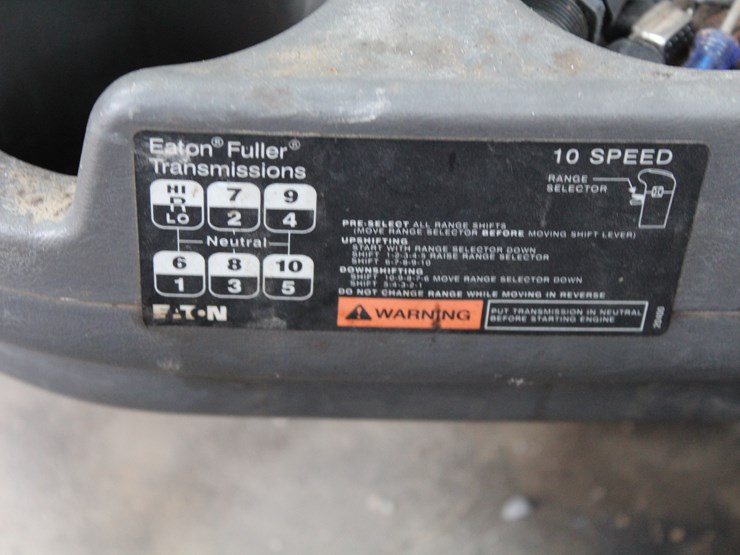 Eaton® Fuller®
Transmissions
10 SPEED
RANGE
SELECTOR
HI 7 9
R
LO 2 4
Neutral
6 8 10
1 3 5
EATON
PRE-SELECT ALL RANGE SHIFTS
(MOVE RANGE SELECTOR BEFORE MOVING SHIFT LEVER)
UPSHIFTING
START WITH RANGE SELECTOR DOWN
SHIFT 1-2-3-4-5 RAISE RANGE SELECTOR
SHIFT 6-7-8-9-10
DOWNSHIFTING
SHIFT 10-9-8-7-6 MOVE RANGE SELECTOR DOWN
SHIFT 5-4-3-2-1
DO NOT CHANGE RANGE WHILE MOVING IN REVERSE
WARNING
PUT TRANSMISSION IN NEUTRAL
BEFORE STARTING ENGINE